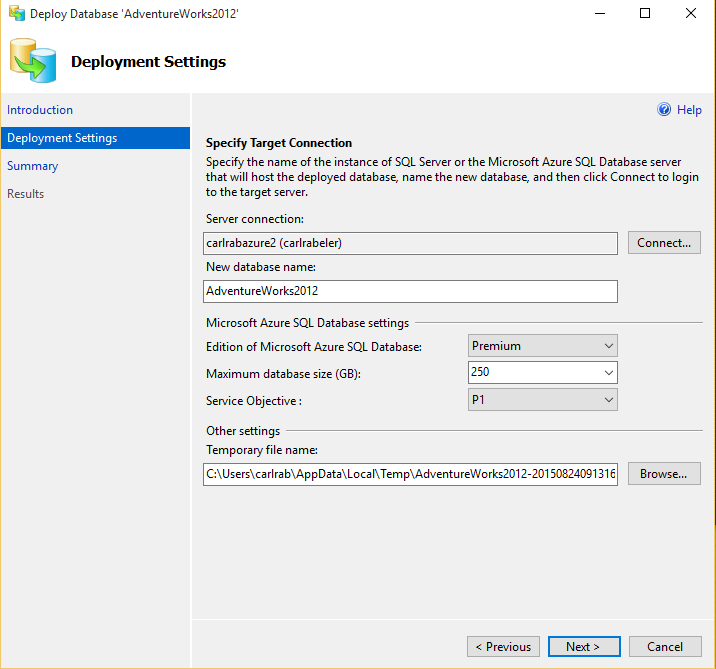 Deploy Database 'AdventureWorks2012'
Deployment Settings
Introduction
Deployment Settings
Summary
Results
Help
Specify Target Connection
Specify the name of the instance of SQL Server or the Microsoft Azure SQL Database server
that will host the deployed database, name the new database, and then click Connect to login
to the target server.
Server connection:
carlrabazure2 (carlrabeler)
Connect...
New database name:
AdventureWorks2012
Microsoft Azure SQL Database settings
Edition of Microsoft Azure SQL Database:
Premium
Maximum database size (GB):
250
Service Objective :
P1
Other settings
Temporary file name:
C:\Users\carlrab\AppData\Local\Temp\AdventureWorks2012-20150824091316
Browse...
< Previous
Next >
Cancel